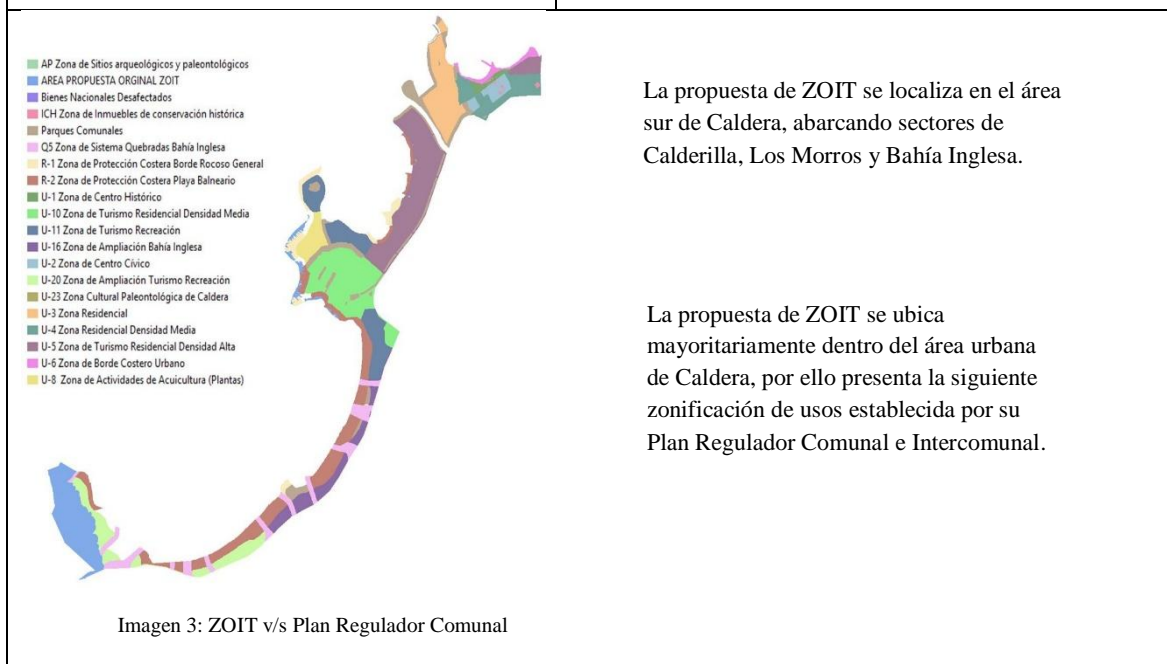 AP Zona de Sitios arqueológicos y paleontológicos
AREA PROPUESTA ORGINAL ZOIT
Bienes Nacionales Desafectados
ICH Zona de Inmuebles de conservación histórica
Parques Comunales
Q5 Zona de Sistema Quebradas Bahía Inglesa
R-1 Zona de Protección Costera Borde Rocoso General
R-2 Zona de Protección Costera Playa Balneario
U-1 Zona de Centro Histórico
U-10 Zona de Turismo Residencial Densidad Media
U-11 Zona de Turismo Recreación
U-16 Zona de Ampliación Bahía Inglesa
U-2 Zona de Centro Cívico
U-20 Zona de Ampliación Turismo Recreación
U-23 Zona Cultural Paleontológica de Caldera
U-3 Zona Residencial
U-4 Zona Residencial Densidad Media
U-5 Zona de Turismo Residencial Densidad Alta
U-6 Zona de Borde Costero Urbano
U-8 Zona de Actividades de Acuicultura (Plantas)
Imagen 3: ZOIT v/s Plan Regulador Comunal
La propuesta de ZOIT se localiza en el área
sur de Caldera, abarcando sectores de
Calderilla, Los Morros y Bahía Inglesa.
La propuesta de ZOIT se ubica
mayoritariamente dentro del área urbana
de Caldera, por ello presenta la siguiente
zonificación de usos establecida por su
Plan Regulador Comunal e Intercomunal.